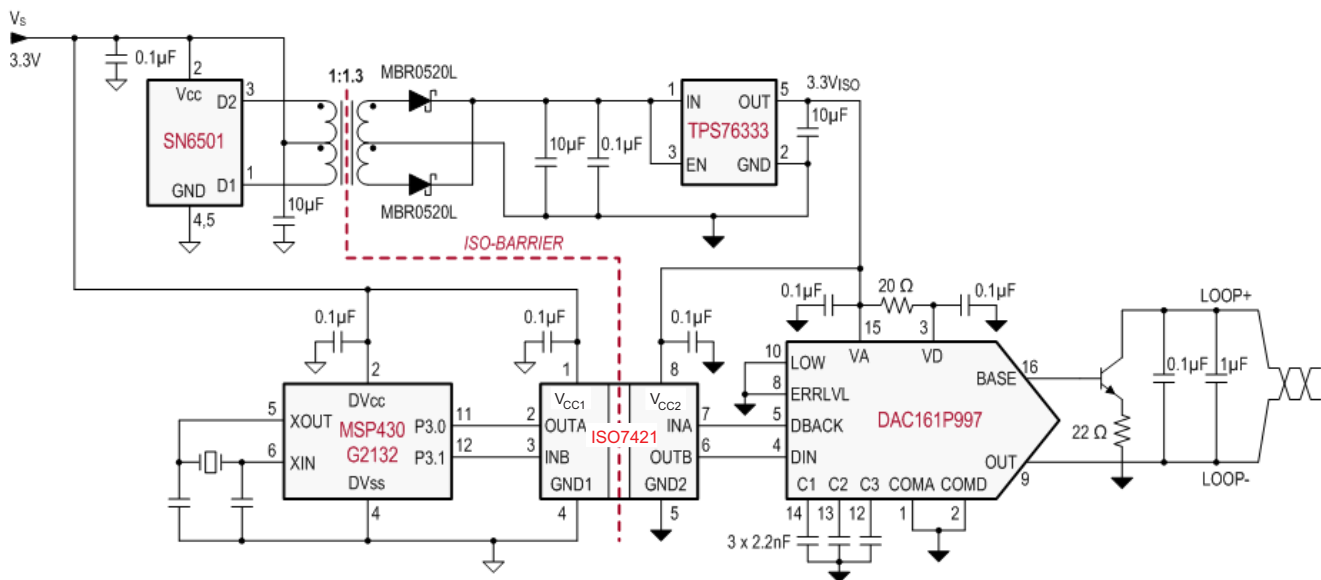 VS
3.3V
0.1µF
2
Vcc
D2
3
SN6501
D1
1
GND
4,5
10µF
1:1.3
MBR0520L
MBR0520L
10µF
0.1µF
1
IN
OUT
5
TPS76333
3
EN
GND
2
3.3VISO
10µF
ISO-BARRIER
0.1µF
2
DVcc
5
XOUT
MSP430
G2132
P3.0
11
6
XIN
P3.1
12
DVss
4
0.1µF
1
VCC1
2
OUTA
3
INB
GND1
4
ISO7421
0.1µF
8
VCC2
INA
7
OUTB
6
GND2
5
0.1µF
20 Ω
0.1µF
15
3
VA
VD
10
LOW
8
ERRLVL
5
DBACK
4
DIN
DAC161P997
BASE
16
OUT
9
C1
C2
C3
COMA
COMD
14
13
12
1
2
3 x 2.2nF
22 Ω
0.1µF
1µF
LOOP+
LOOP-